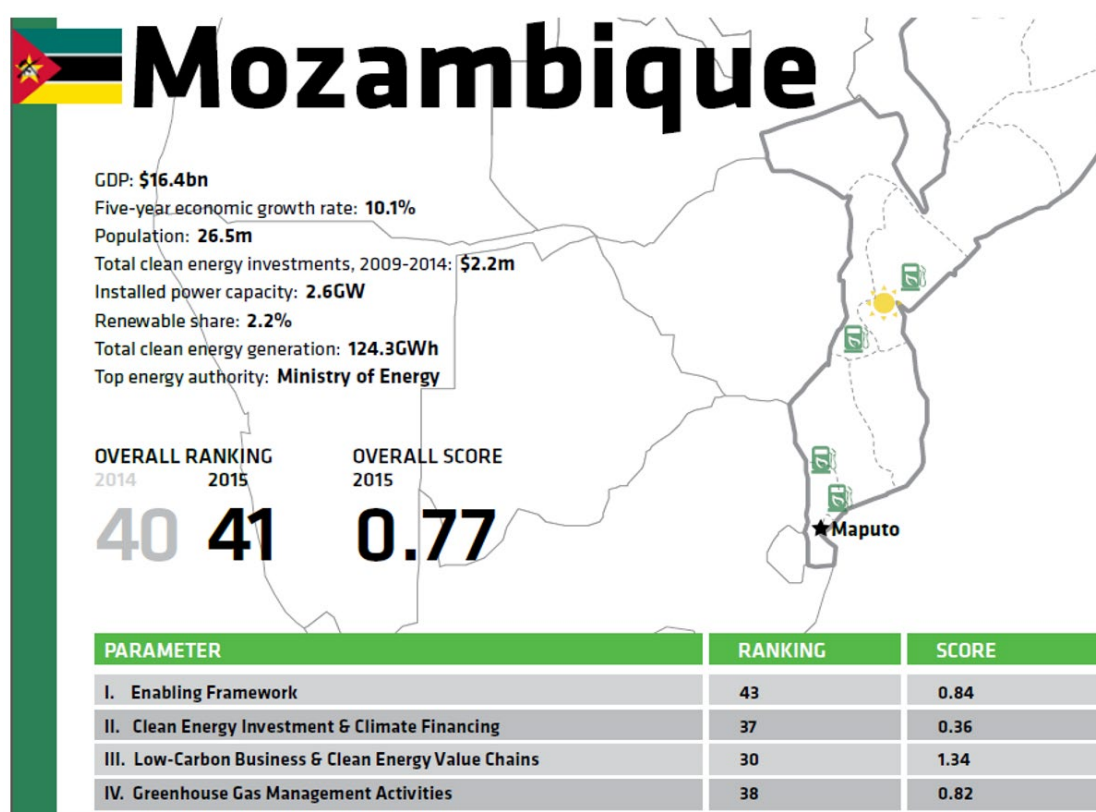 Mozambique
GDP: $16.4bn
Five-year economic growth rate: 10.1%
Population: 26.5m
Total clean energy investments, 2009-2014: $2.2m
Installed power capacity: 2.6GW
Renewable share: 2.2%
Total clean energy generation: 124.3GWh
Top energy authority: Ministry of Energy
OVERALL RANKING
2014 2015
40 41
OVERALL SCORE
2015
0.77
Maputo
PARAMETER RANKING SCORE
I. Enabling Framework 43 0.84
II. Clean Energy Investment & Climate Financing 37 0.36
III. Low-Carbon Business & Clean Energy Value Chains 30 1.34
IV. Greenhouse Gas Management Activities 38 0.82